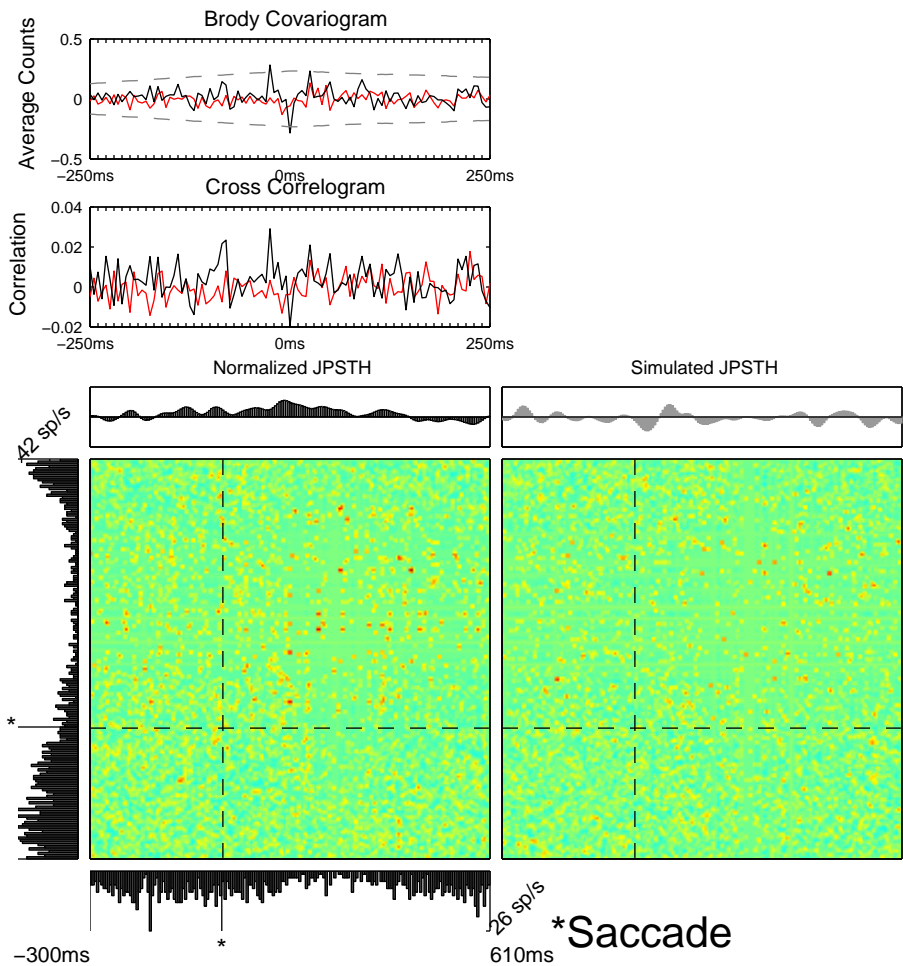 Brody Covariogram
Average Counts
0.5
0
−0.5
−250ms 0ms 250ms
Cross Correlogram
Correlation
0.04
0.02
0
−0.02
−250ms 0ms 250ms
Normalized JPSTH Simulated JPSTH
42 sp/s
*
26 sp/s
*
*Saccade
−300ms 610ms